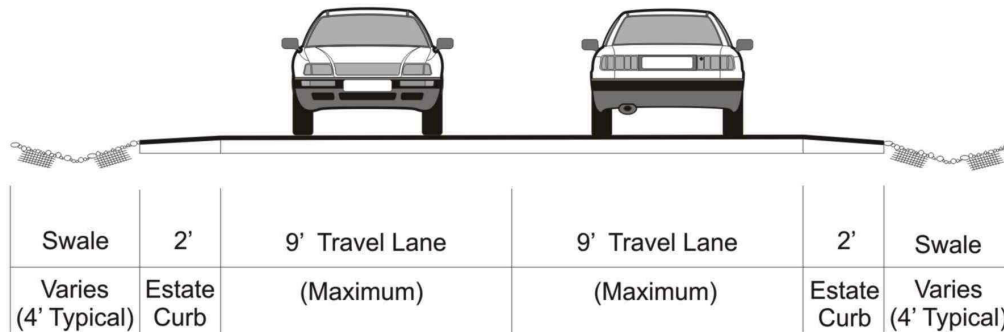 Swale 2' 9' Travel Lane 9' Travel Lane 2' Swale
Varies Estate (Maximum) (Maximum) Estate Varies
(4' Typical) Curb Curb (4' Typical)